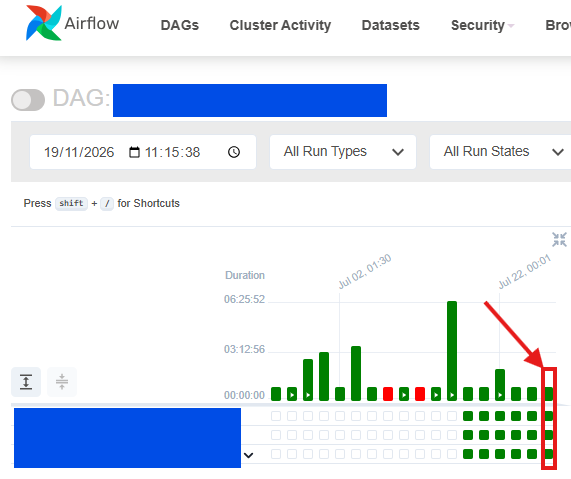 Airflow DAGs Cluster Activity Datasets Security Brow
DAG:
19/11/2026 11:15:38 All Run Types All Run States
Press shift + / for Shortcuts
Duration
Jul 02, 01:30
Jul 22, 00:01
06:25:52
03:12:56
00:00:00